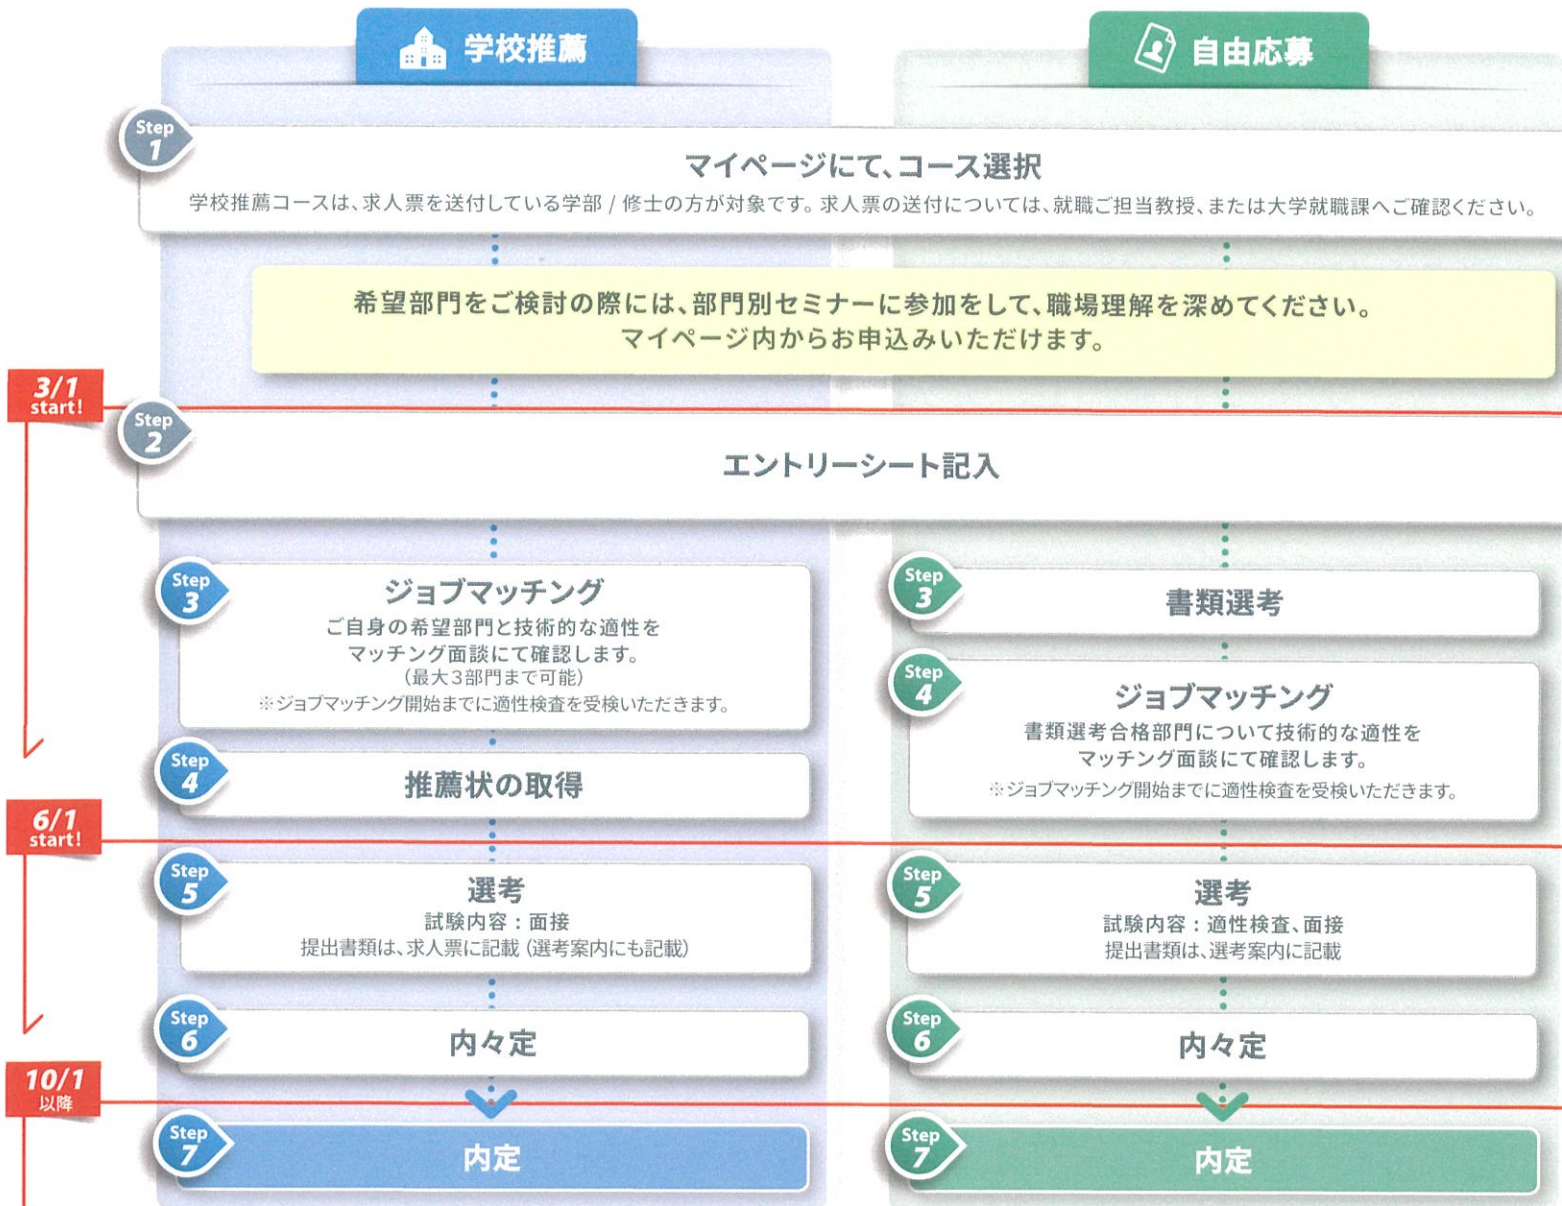 学校推薦
自由応募
Step 1
マイページにて、コース選択
学校推薦コースは、求人票を送付している学部 / 修士の方が対象です。求人票の送付については、就職ご担当教授、または大学就職課へご確認ください。
希望部門をご検討の際には、部門別セミナーに参加をして、職場理解を深めてください。
マイページ内からお申込みいただけます。
3/1
start!
Step 2
エントリーシート記入
Step 3
ジョブマッチング
ご自身の希望部門と技術的な適性を
マッチング面談にて確認します。
(最大3部門まで可能)
※ジョブマッチング開始までに適性検査を受検いただきます。
Step 4
推薦状の取得
Step 3
書類選考
Step 4
ジョブマッチング
書類選考合格部門について技術的な適性を
マッチング面談にて確認します。
※ジョブマッチング開始までに適性検査を受検いただきます。
6/1
start!
Step 5
選考
試験内容:面接
提出書類は、求人票に記載 (選考案内にも記載)
Step 5
選考
試験内容:適性検査、面接
提出書類は、選考案内に記載
Step 6
内々定
Step 6
内々定
10/1
以降
Step 7
内定
Step 7
内定